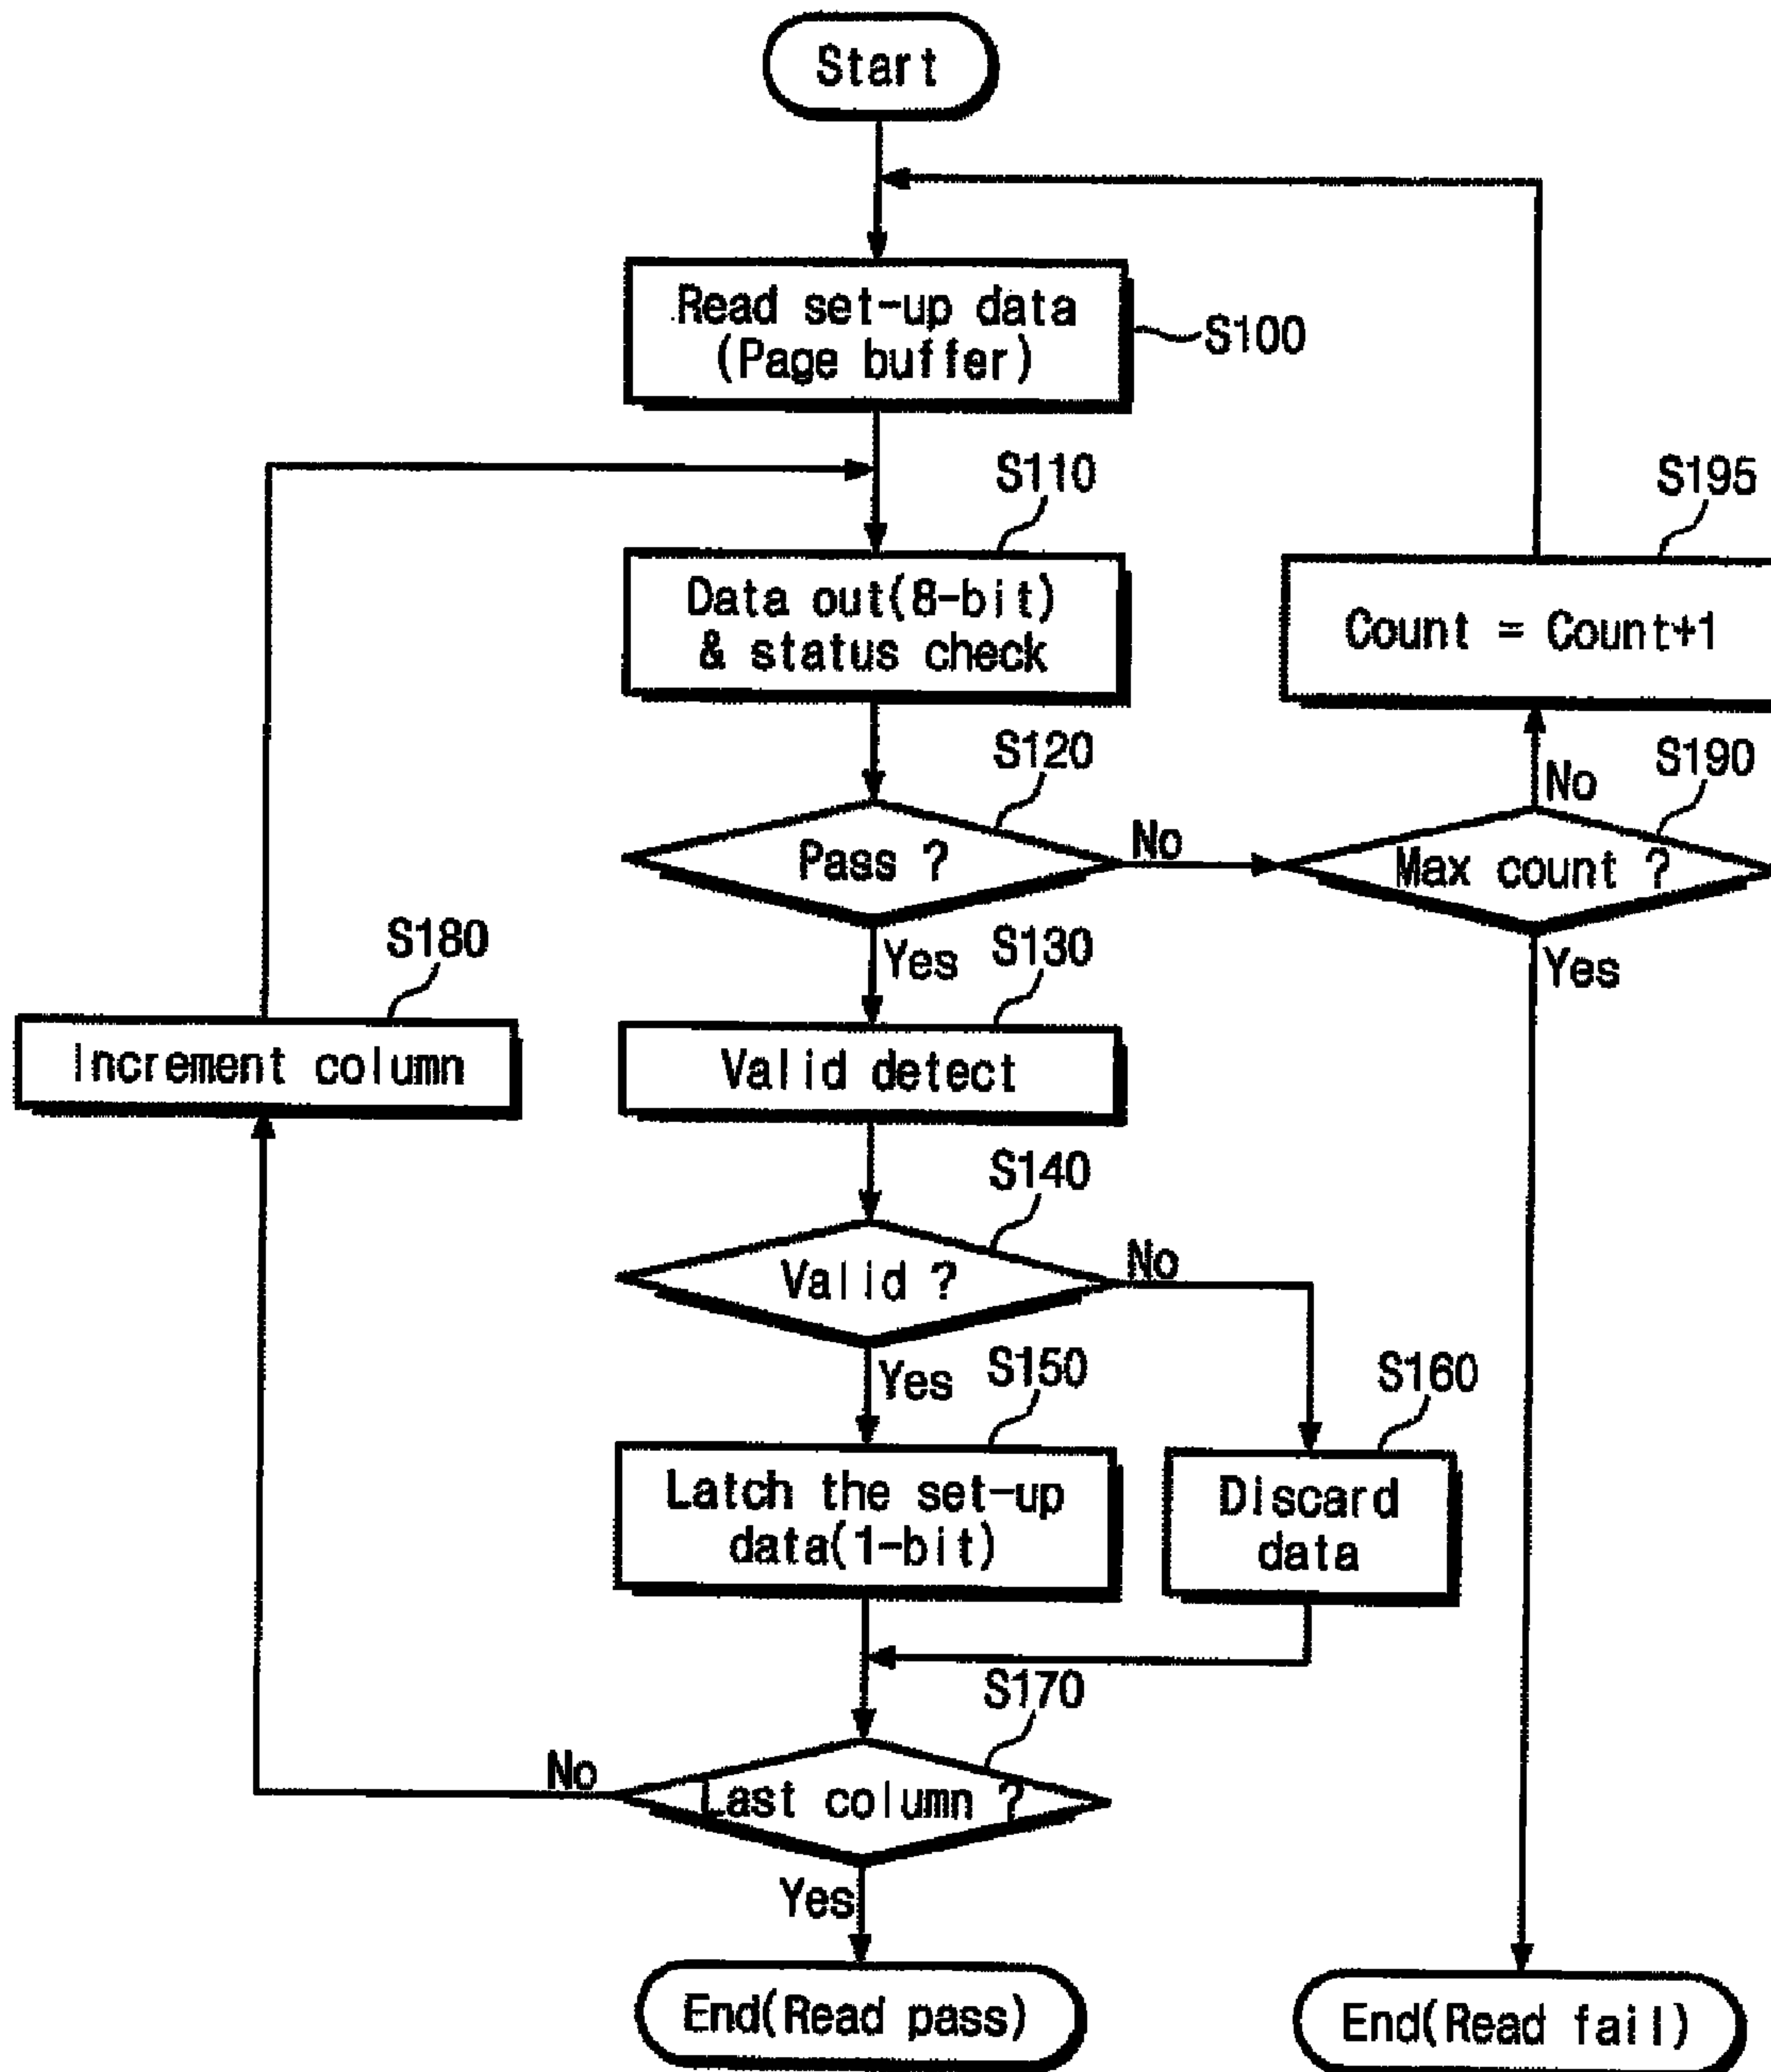 Start
Read set-up data
(Page buffer)
S100
S110
Data out(8-bit)
& status check
S195
Count = Count+1
S120
Pass ?
No
S190
No
Max count ?
Yes
Yes
S130
Valid detect
S180
Increment column
S140
Valid ?
No
Yes
S150
Latch the set-up
data(1-bit)
S160
Discard
data
S170
Last column ?
No
Yes
End(Read pass)
End(Read fail)